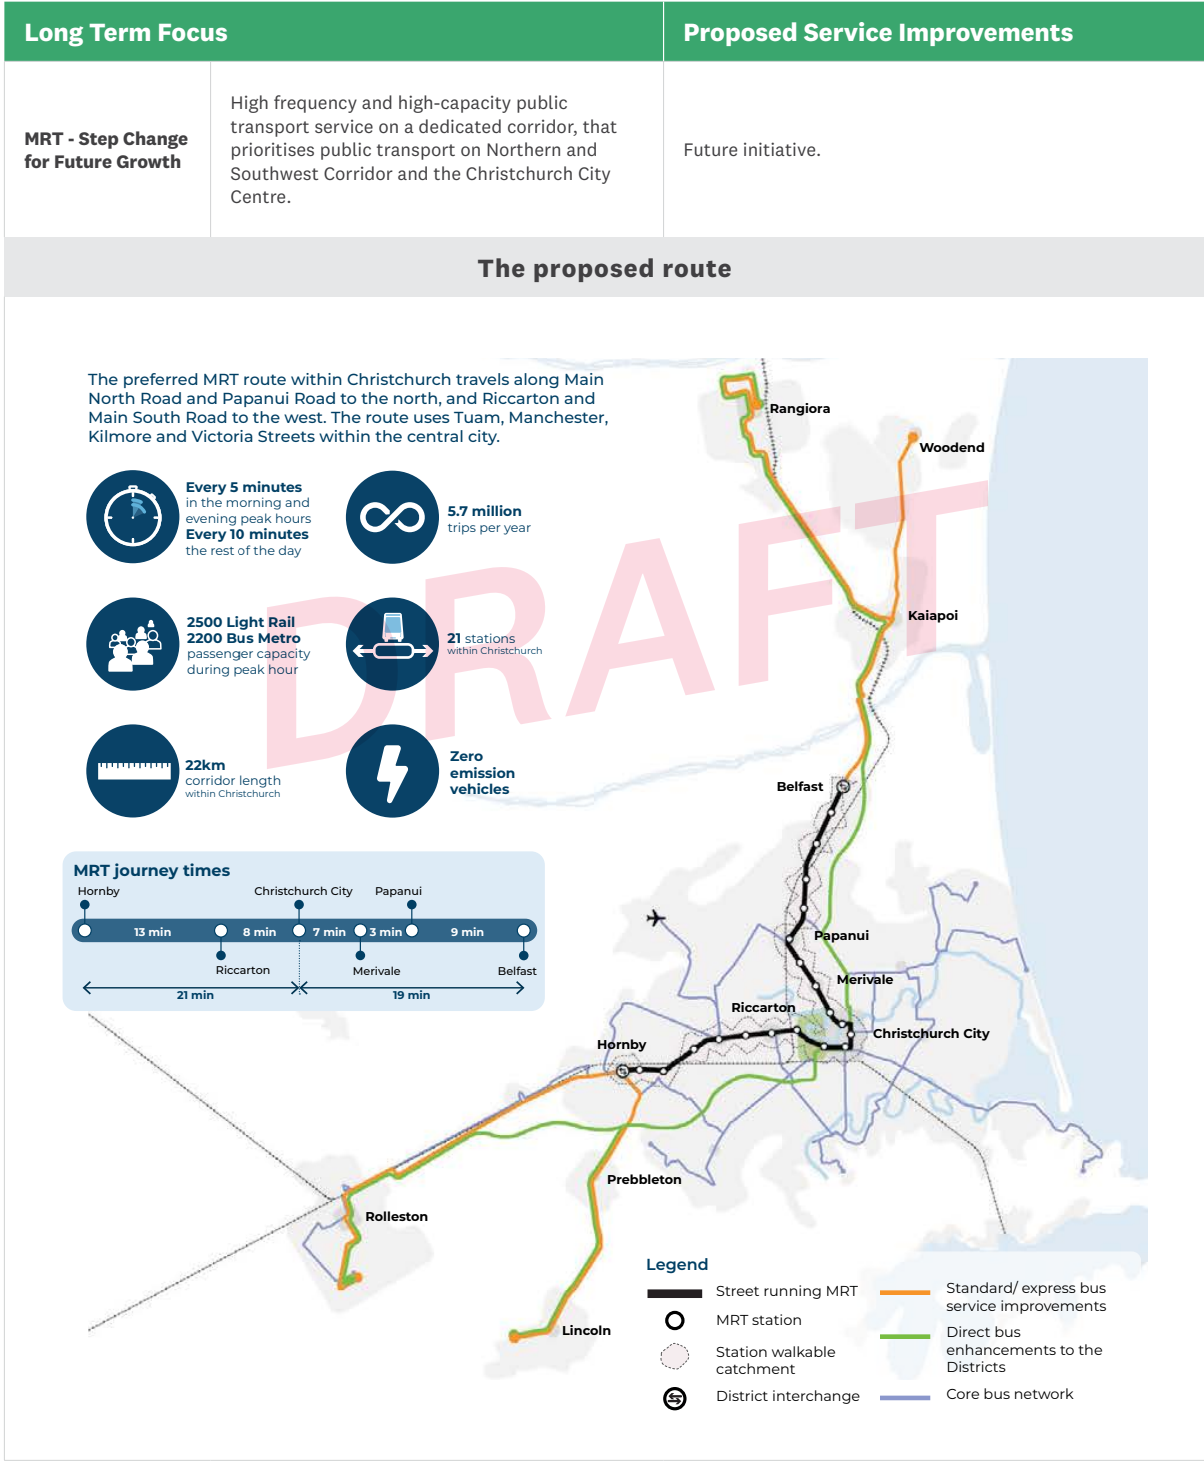 Long Term Focus
Proposed Service Improvements
MRT - Step Change
for Future Growth
High frequency and high-capacity public
transport service on a dedicated corridor, that
prioritises public transport on Northern and
Southwest Corridor and the Christchurch City
Centre.
Future initiative.
The proposed route
The preferred MRT route within Christchurch travels along Main
North Road and Papanui Road to the north, and Riccarton and
Main South Road to the west. The route uses Tuam, Manchester,
Kilmore and Victoria Streets within the central city.
Every 5 minutes
in the morning and
evening peak hours
Every 10 minutes
the rest of the day
5.7 million
trips per year
2500 Light Rail
2200 Bus Metro
passenger capacity
during peak hour
21 stations
within Christchurch
22km
corridor length
within Christchurch
Zero
emission
vehicles
DRAFT
MRT journey times
Hornby
Christchurch City
Papanui
13 min
8 min
7 min
3 min
9 min
Riccarton
Merivale
Belfast
21 min
19 min
Rangiora
Woodend
Kaiapoi
Belfast
Papanui
Merivale
Riccarton
Christchurch City
Hornby
Prebbleton
Rolleston
Lincoln
Legend
Street running MRT
MRT station
Station walkable
catchment
District interchange
Standard/ express bus
service improvements
Direct bus
enhancements to the
Districts
Core bus network